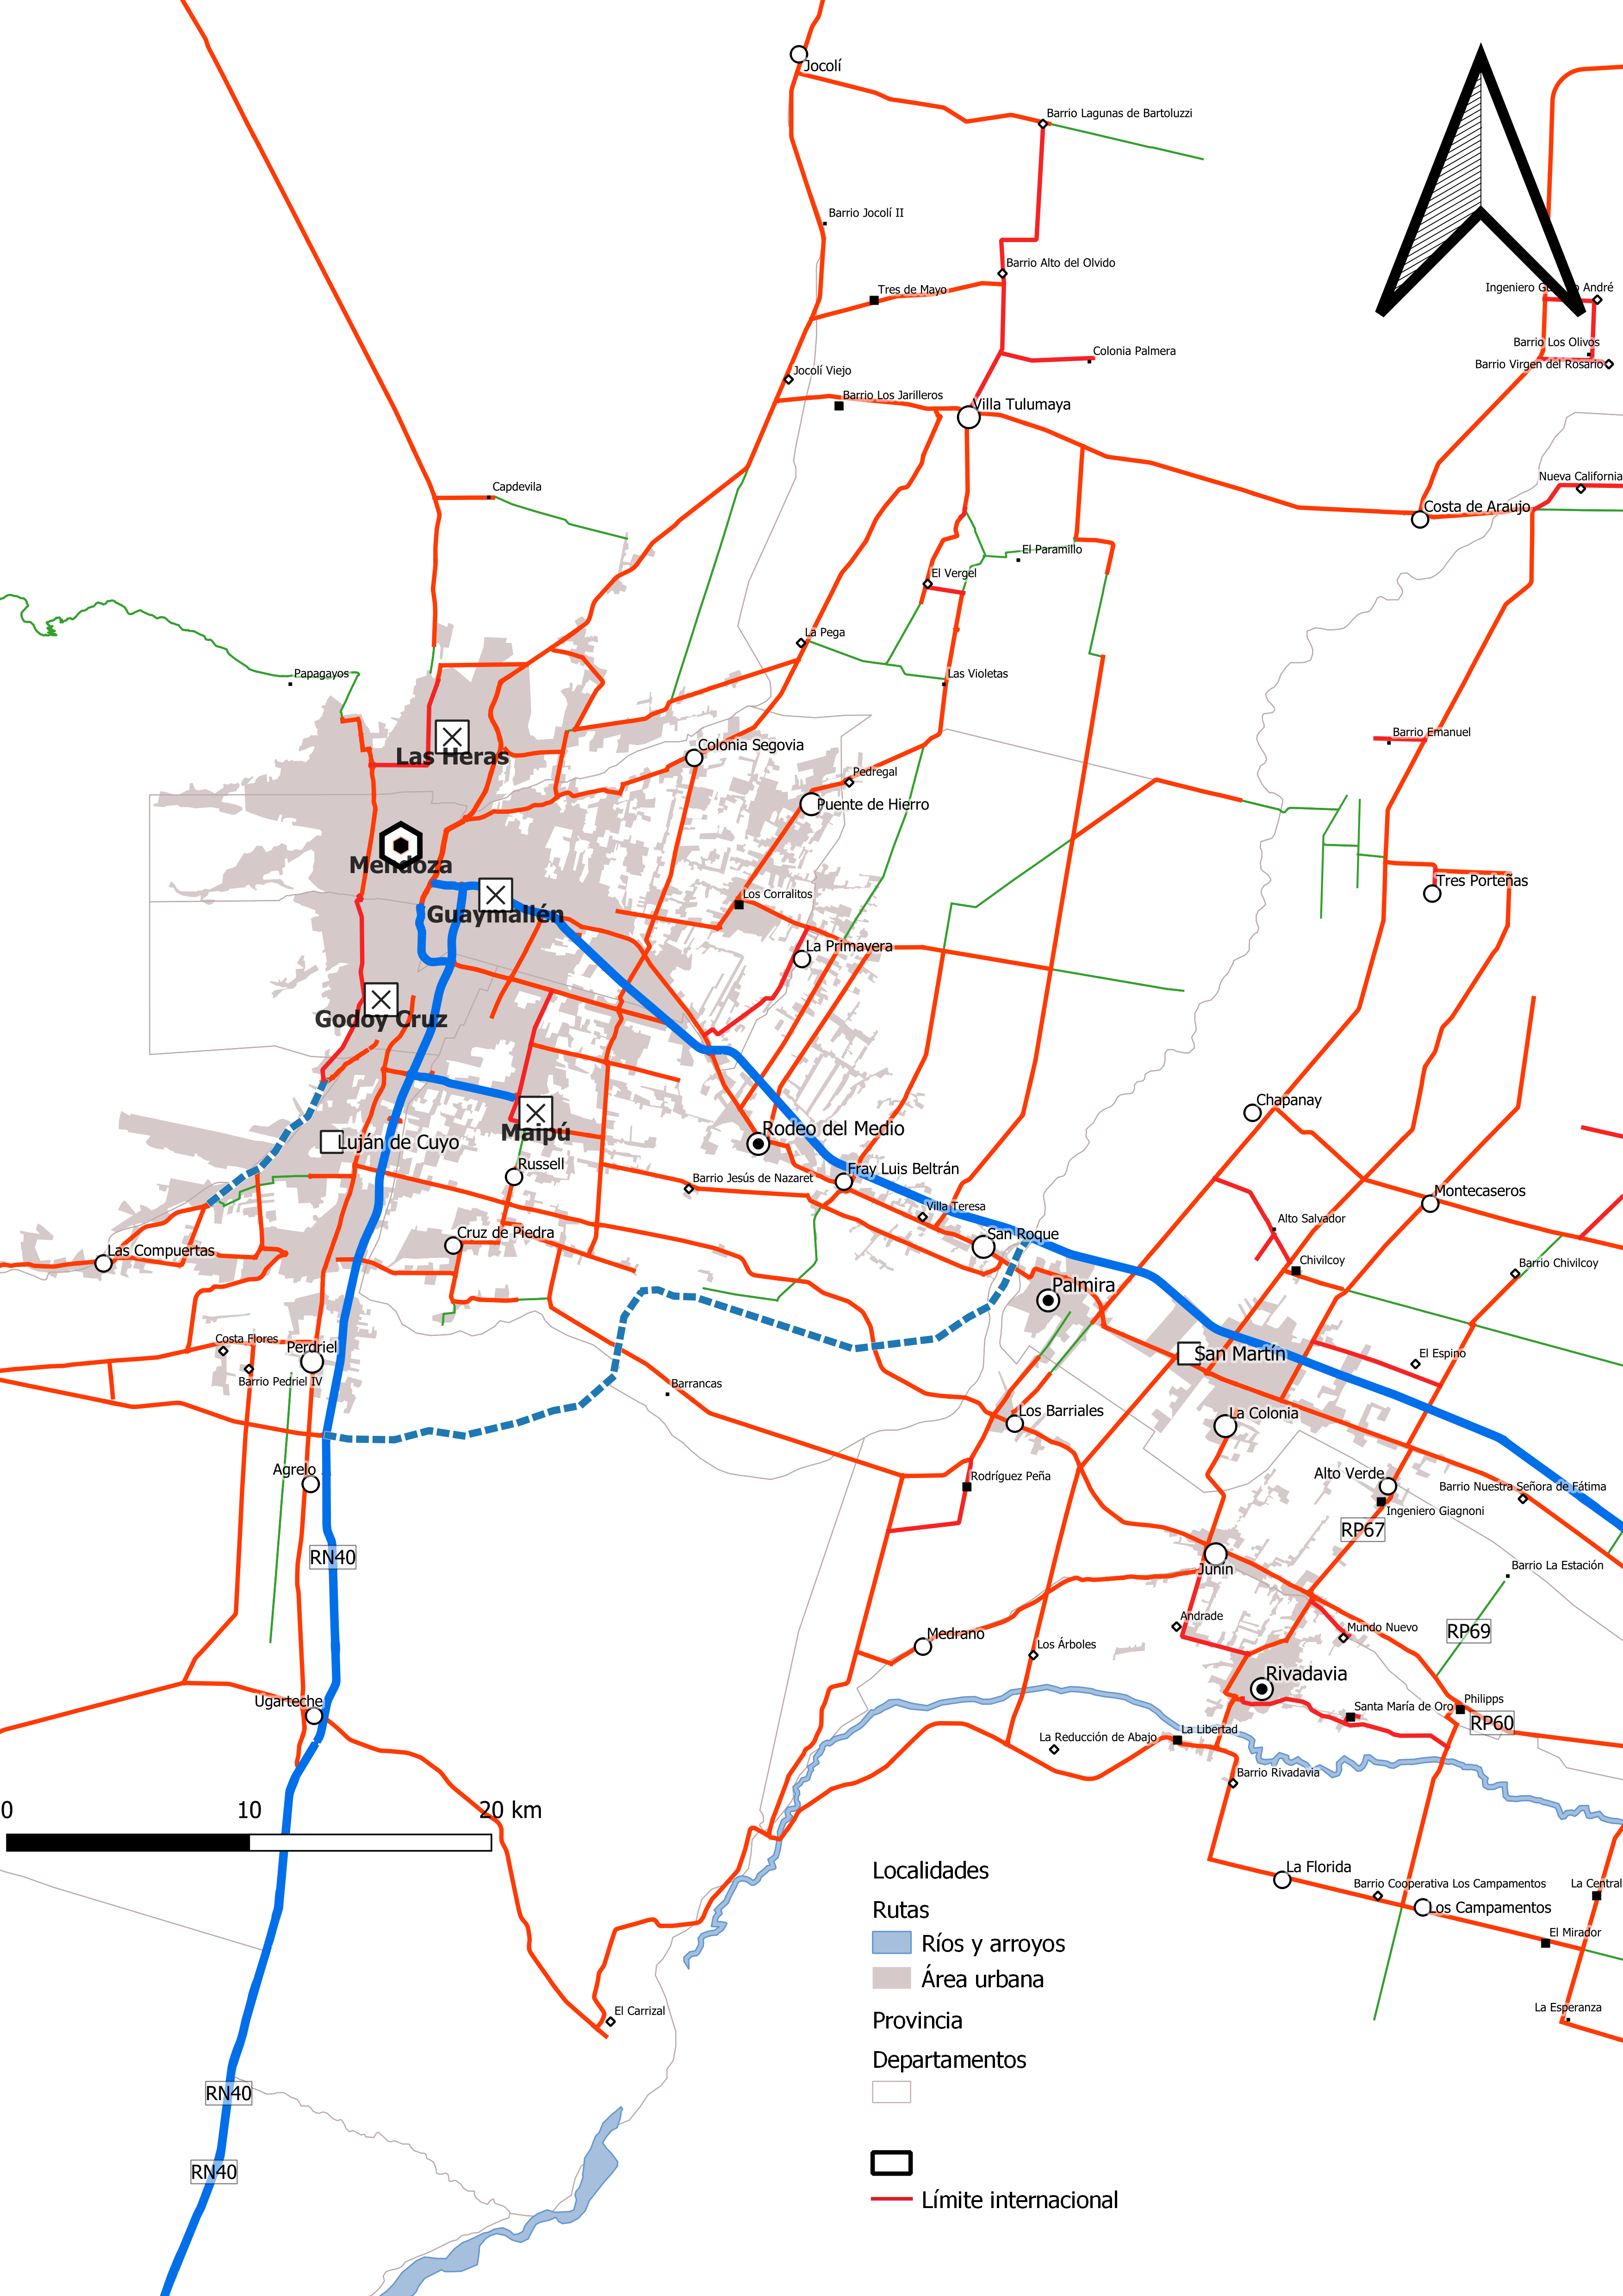 Jocolí
Barrio Lagunas de Bartoluzzi
Barrio Jocolí II
Barrio Alto del Olvido
Tres de Mayo
Ingeniero Gu o André
Barrio Los Olivos
Colonia Palmera
Barrio Virgen del Rosario
Jocolí Viejo
Barrio Los Jarilleros
Villa Tulumaya
Nueva California
Capdevila
Costa de Araujo
El Paramillo
El Vergel
La Pega
Papagayos
Las Violetas
Barrio Emanuel
Colonia Segovia
Las Heras
Pedregal
Puente de Hierro
Mendoza
Tres Porteñas
Los Corralitos
Guaymallén
La Primavera
Godoy Cruz
Chapanay
Maipú
Rodeo del Medio
Luján de Cuyo
Russell
Fray Luis Beltrán
Barrio Jesús de Nazaret
Montecaseros
Villa Teresa
Alto Salvador
Cruz de Piedra
San Roque
Las Compuertas
Chivilcoy
Barrio Chivilcoy
Palmira
Costa Flores
Perdriel
San Martín
El Espino
Barrio Pedriel IV
Barrancas
Los Barriales
La Colonia
Agrelo
Rodríguez Peña
Alto Verde
Barrio Nuestra Señora de Fátima
Ingeniero Giagnoni
RP67
RN40
Junín
Barrio La Estación
Andrade
Mundo Nuevo
RP69
Medrano
Los Árboles
Rivadavia
Ugarteche
Santa María de Oro
Philipps
RP60
La Libertad
La Reducción de Abajo
Barrio Rivadavia
0 10 20 km
La Florida
Barrio Cooperativa Los Campamentos
La Central
Los Campamentos
El Mirador
La Esperanza
El Carrizal
RN40
RN40
Localidades
Rutas
Ríos y arroyos
Área urbana
Provincia
Departamentos
Límite internacional